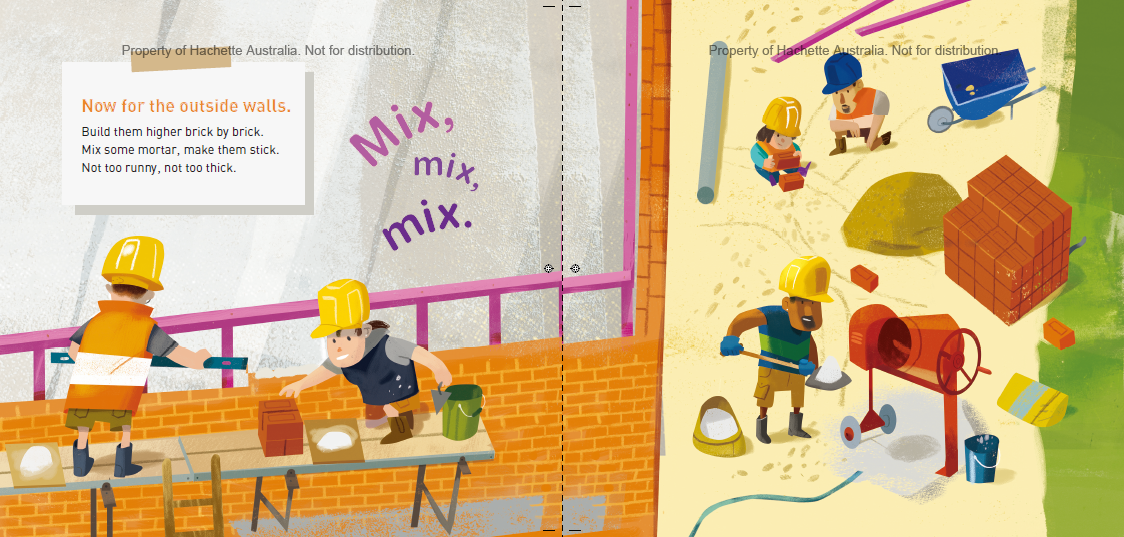 Property of Hachette Australia. Not for distribution.
Property of Hachette Australia. Not for distribution.
Now for the outside walls.
Build them higher brick by brick.
Mix some mortar, make them stick.
Not too runny, not too thick.
Mix,
mix,
mix.